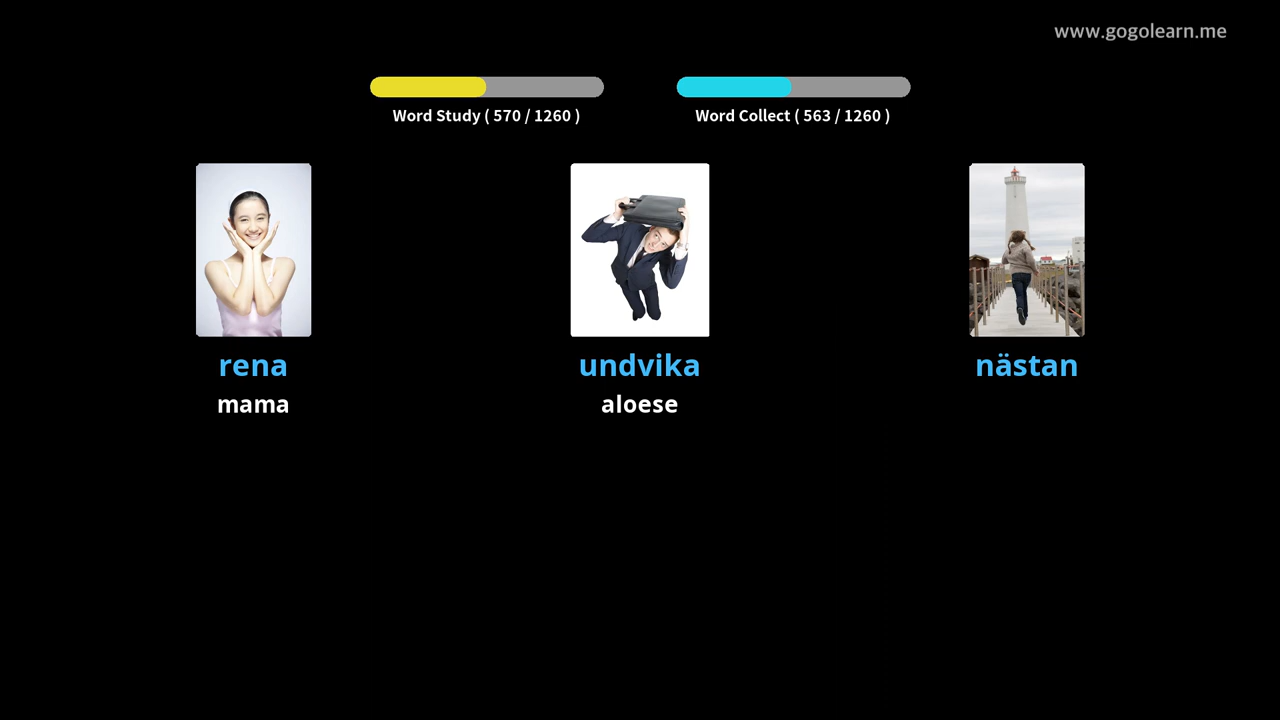 www.gogolearn.me
Word Study ( 570 / 1260 )
Word Collect ( 563 / 1260 )
rena
undvika
nästan
mama
aloese